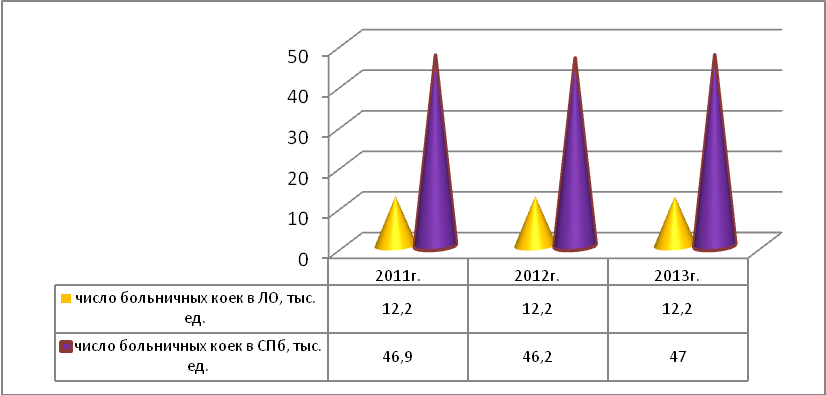 50
40
30
20
10
0
2011г. 2012г. 2013г.
число больничных коек в ЛО, тыс. ед. 12,2 12,2 12,2
число больничных коек в СПб, тыс. ед. 46,9 46,2 47